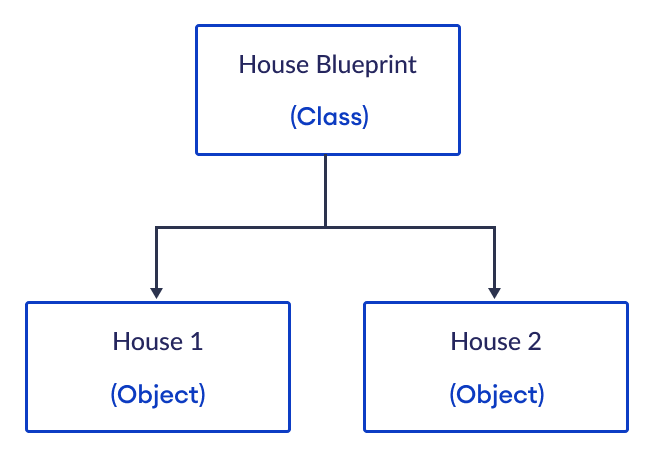 House Blueprint
(Class)
House 1
(Object)
House 2
(Object)